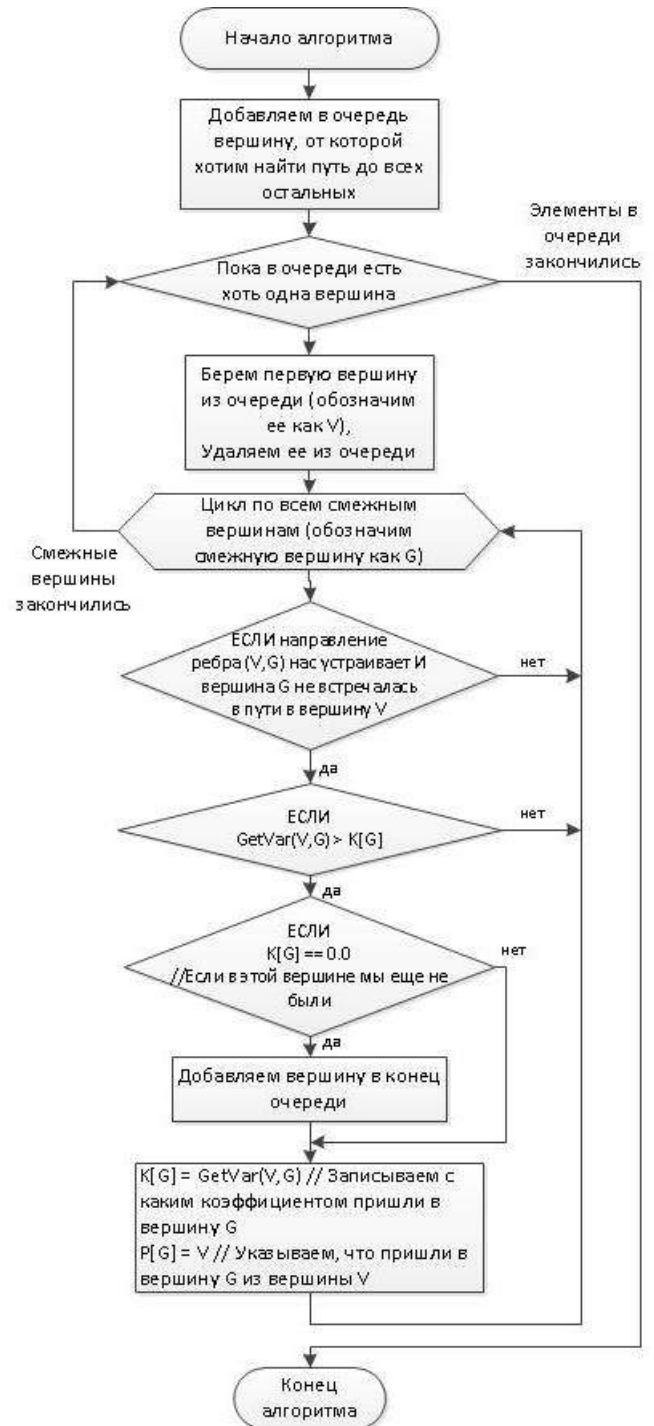 Начало алгоритма
Добавляем в очередь
вершину, от которой
хотим найти путь до всех
остальных
Элементы в
очереди
закончились
Пока в очереди есть
хоть одна вершина
Берем первую вершину
из очереди (обозначим
ее как V),
Удаляем ее из очереди
Цикл по всем смежным
вершинам (обозначим
смежную вершину как G)
Смежные
вершины
закончились
ЕСЛИ направление
ребра (V,G) нас устраивает И
вершина G не встречалась
в пути в вершину V
нет
да
ЕСЛИ
GetVar(V,G) > K[G]
нет
да
ЕСЛИ
K[G] == 0.0
//Если в этой вершине мы еще не
были
нет
да
Добавляем вершину в конец
очереди
K[G] = GetVar(V,G) // Записываем с
каким коэффициентом пришли в
вершину G
P[G] = V // Указываем, что пришли в
вершину G из вершины V
Конец
алгоритма